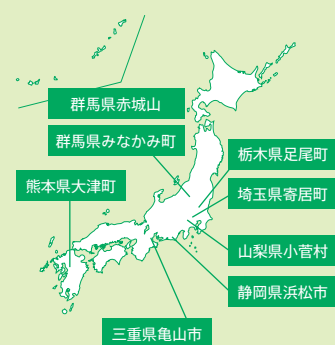 群馬県赤城山
群馬県みなかみ町
栃木県足尾町
熊本県大津町
埼玉県寄居町
山梨県小菅村
静岡県浜松市
三重県亀山市